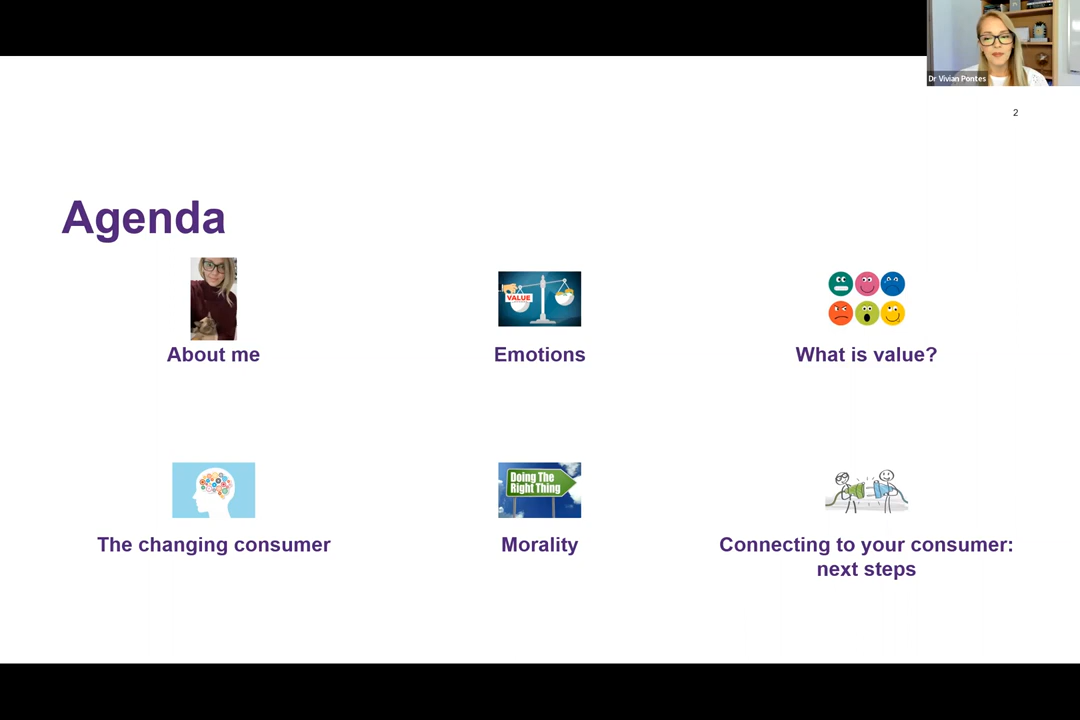 Dr Vivian Pontes
2
Agenda
VALUE
About me
Emotions
What is value?
Doing The
Right Thing
The changing consumer
Morality
Connecting to your consumer:
next steps